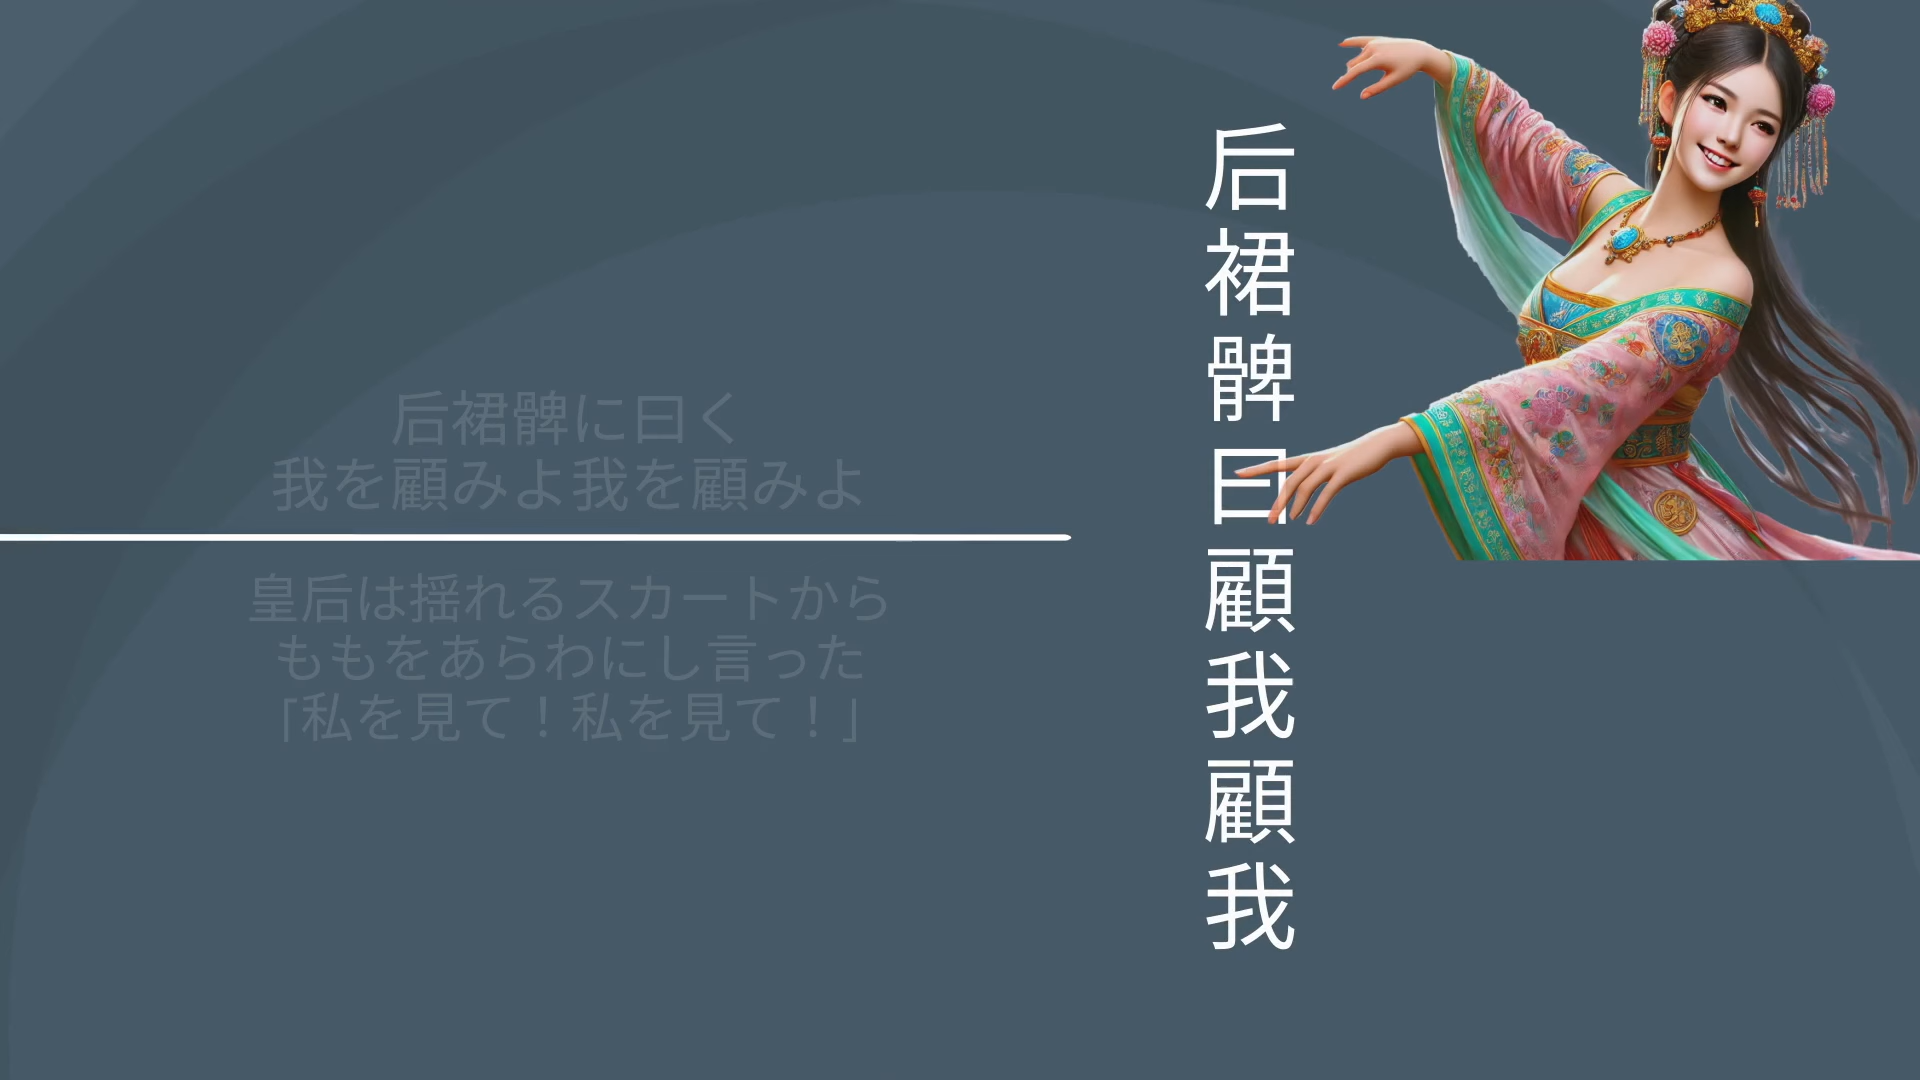 后裙髀曰顧我顧我
后裙髀に曰く
我を顧みよ我を顧みよ
皇后は揺れるスカートから
ももをあらわにし言った
「私を見て！私を見て！」